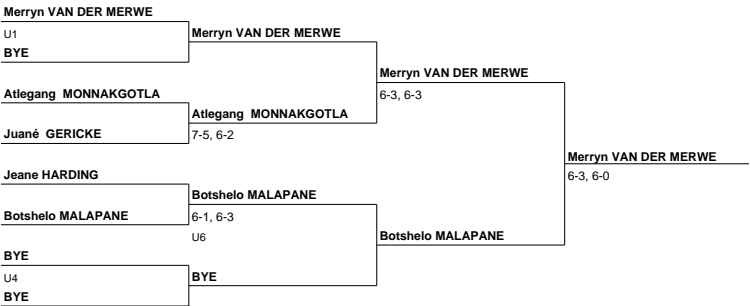 Merryn VAN DER MERWE
U1
Merryn VAN DER MERWE
BYE
Merryn VAN DER MERWE
Atlegang  MONNAKGOTLA
6-3, 6-3
Atlegang  MONNAKGOTLA
Juané  GERICKE
7-5, 6-2
Merryn VAN DER MERWE
Jeane HARDING
6-3, 6-0
Botshelo MALAPANE
Botshelo MALAPANE
6-1, 6-3
U6
Botshelo MALAPANE
BYE
U4
BYE
BYE